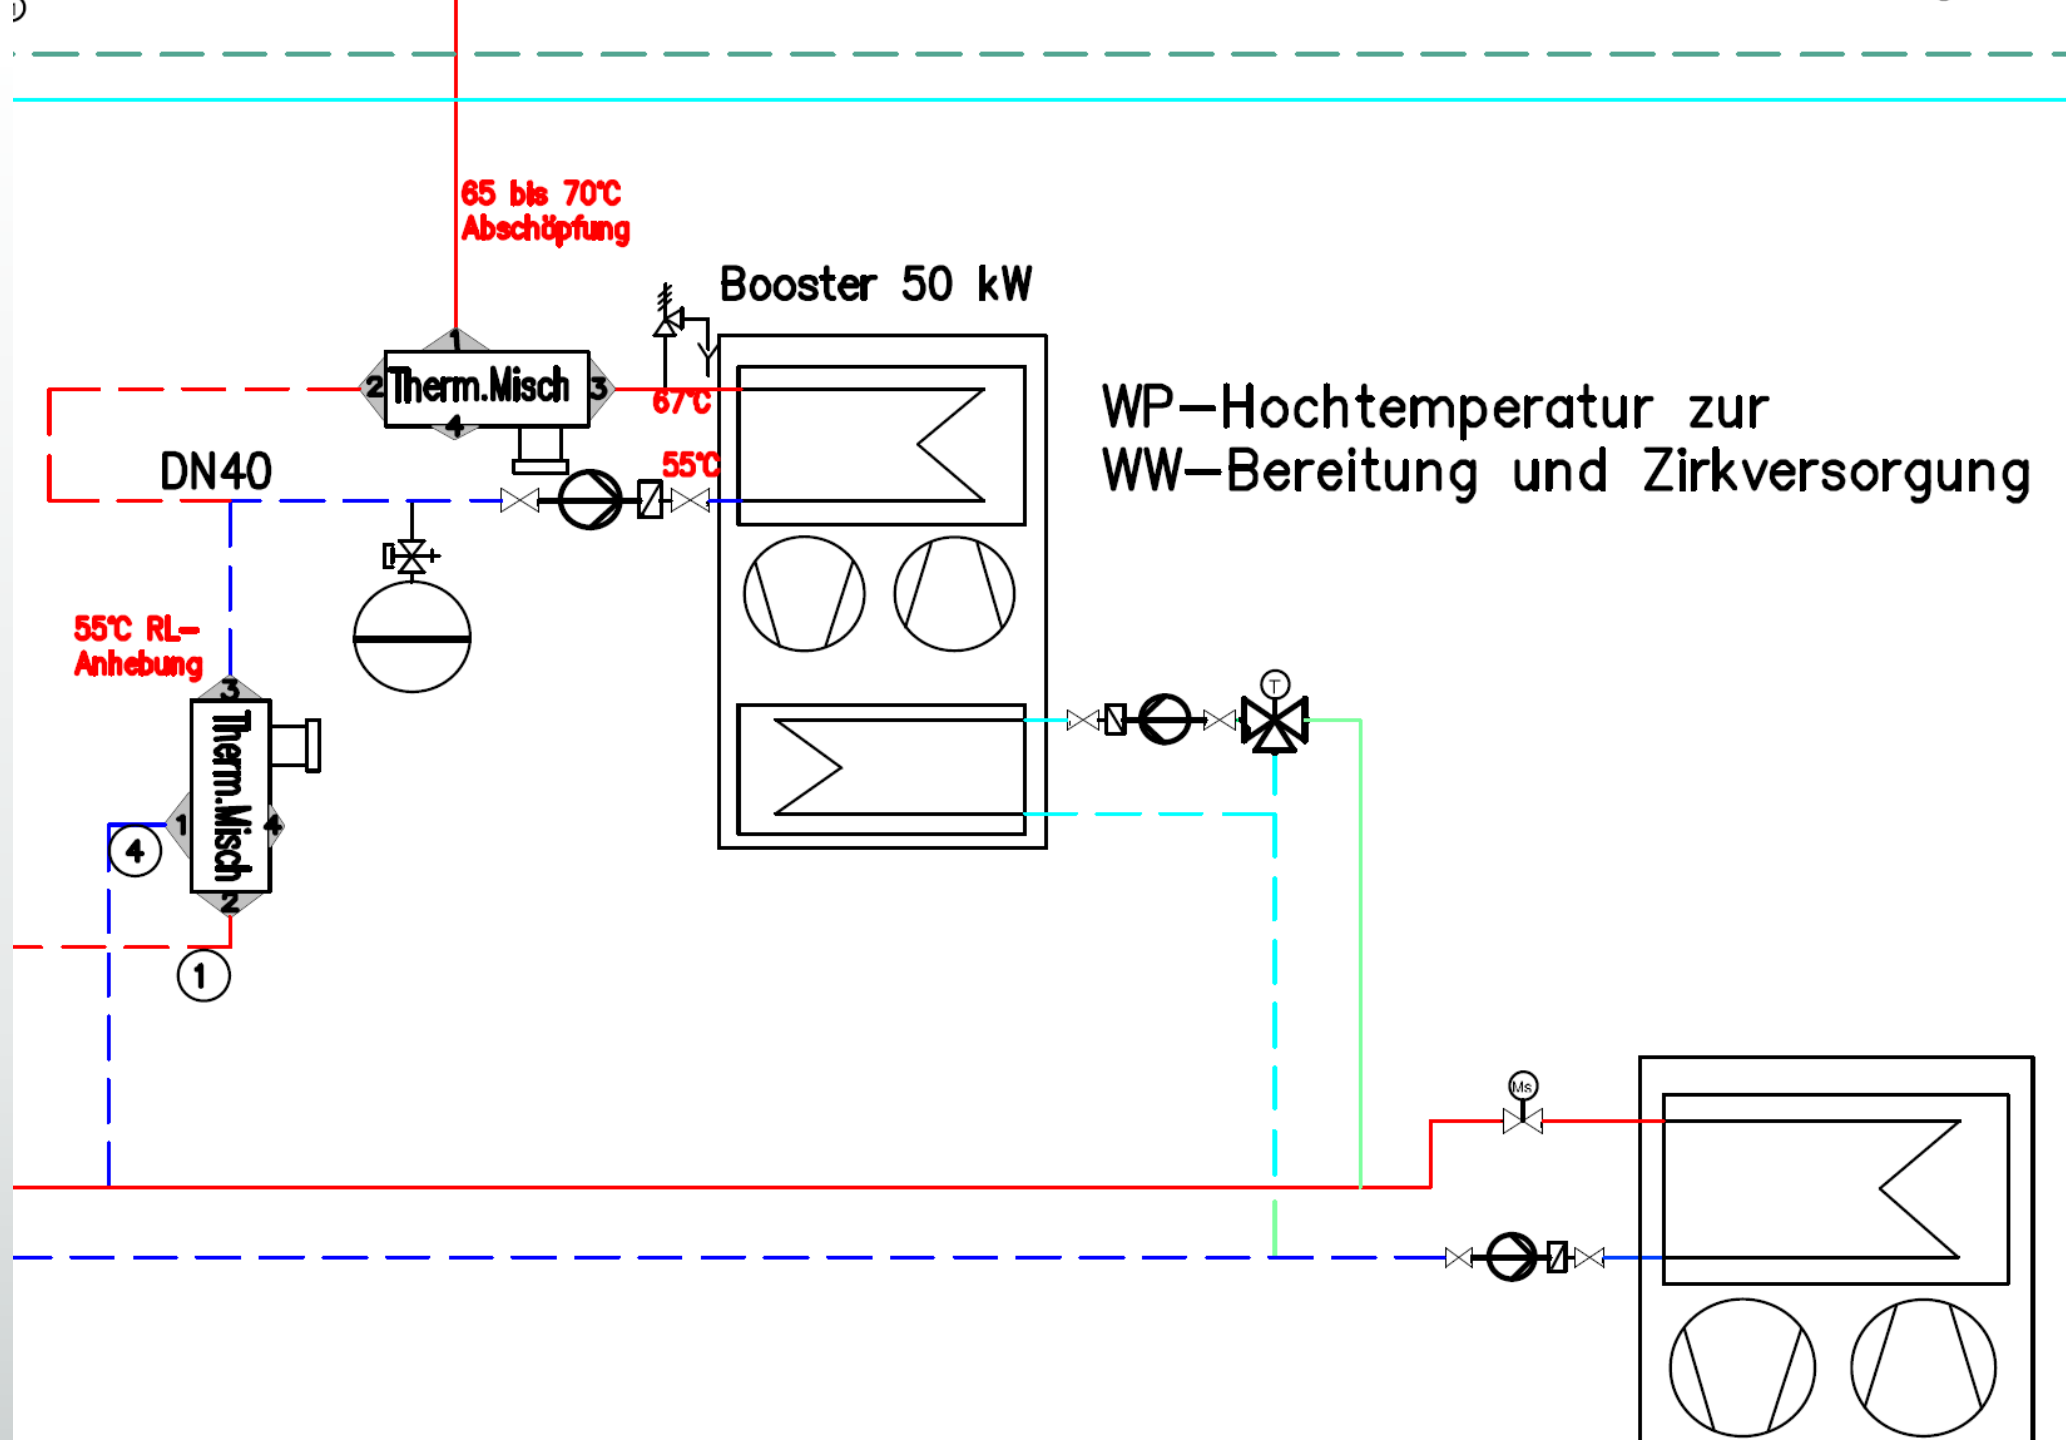 65 bis 70°C
Abschöpfung
Booster 50 kW
1
2
Therm.Misch
3
4
67°C
55°C
WP-Hochtemperatur zur
WW-Bereitung und Zirkversorgung
DN40
55°C RL-
Anhebung
3
Therm.Misch
1
4
2
4
1
T
Ms